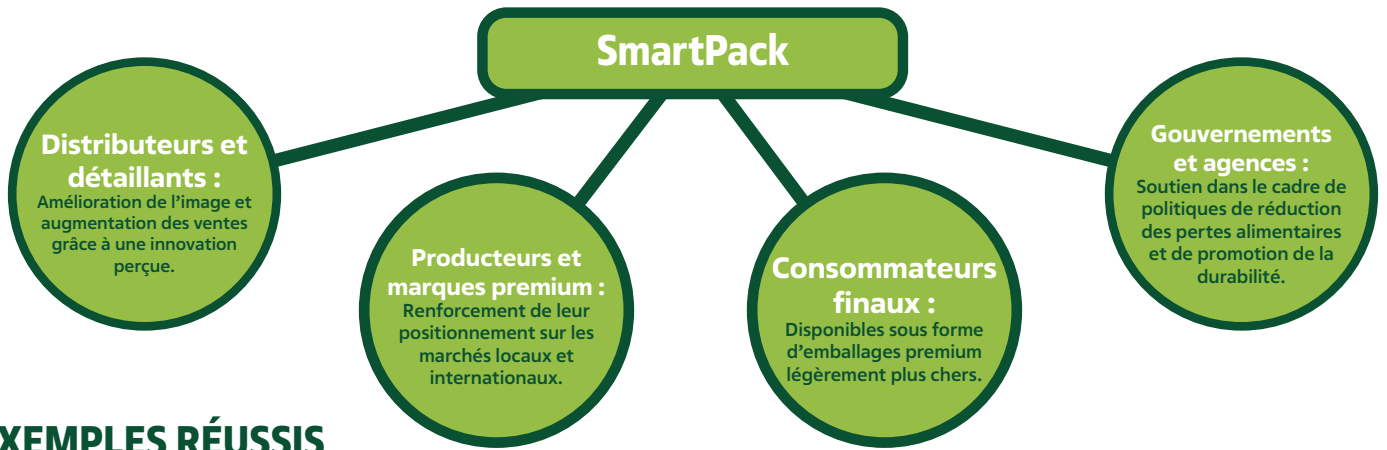 SmartPack
Distributeurs et
détaillants :
Amélioration de l'image et
augmentation des ventes
grâce à une innovation
perçue.
Producteurs et
marques premium :
Renforcement de leur
positionnement sur les
marchés locaux et
internationaux.
Consommateurs
finaux :
Disponibles sous forme
d'emballages premium
légèrement plus chers.
Gouvernements
et agences :
Soutien dans le cadre de
politiques de réduction
des pertes alimentaires
et de promotion de la
durabilité.
XEMPLES RÉUSSIS